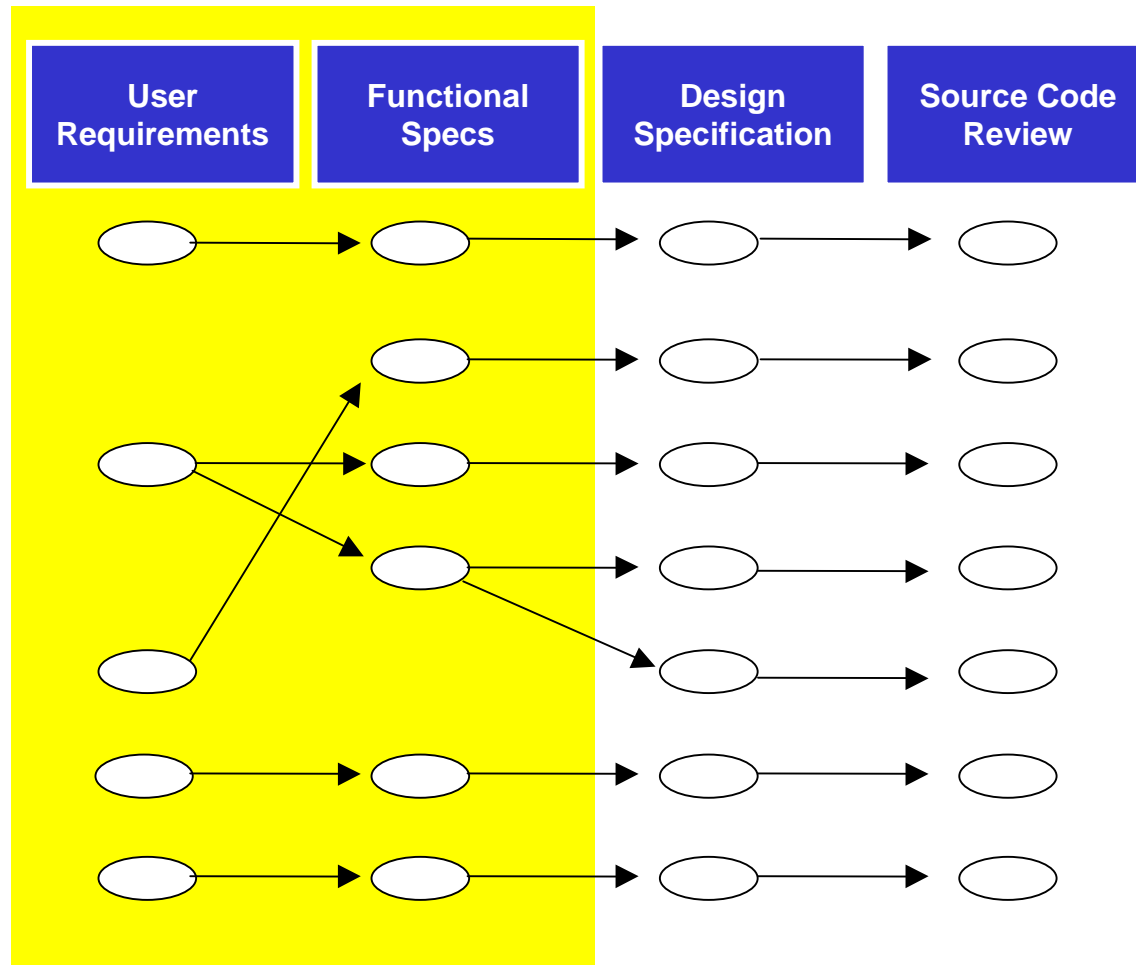 User
Requirements
Functional
Specs
Design
Specification
Source Code
Review